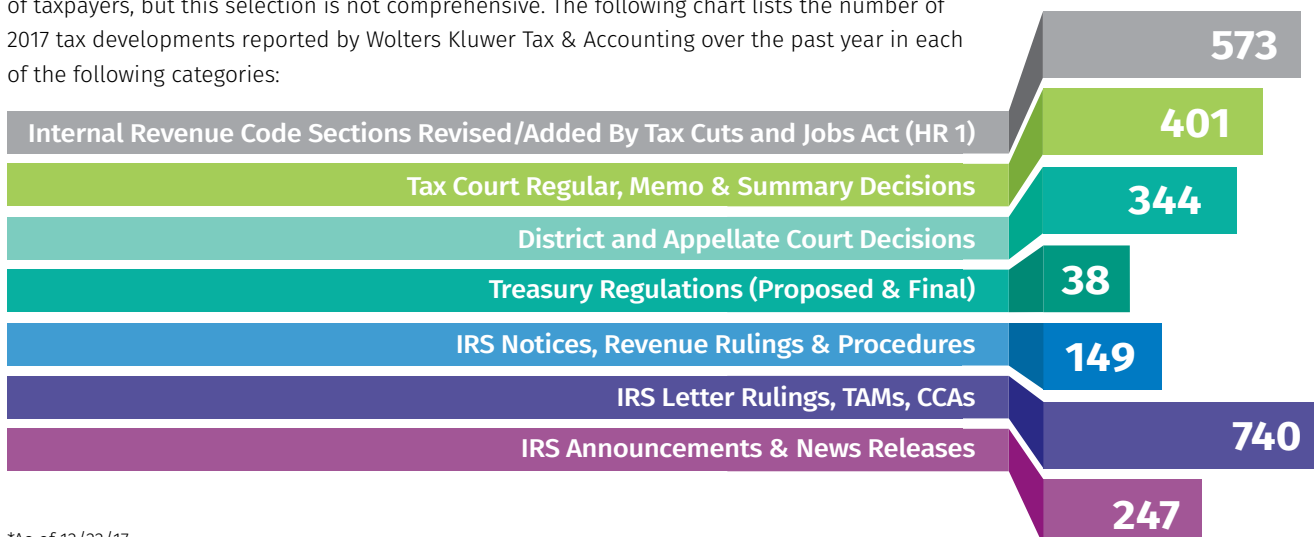 of taxpayers, but this selection is not comprehensive. The following chart lists the number of
2017 tax developments reported by Wolters Kluwer Tax & Accounting over the past year in each
of the following categories:
Internal Revenue Code Sections Revised/Added By Tax Cuts and Jobs Act (HR 1) 573
Tax Court Regular, Memo & Summary Decisions 401
District and Appellate Court Decisions 344
Treasury Regulations (Proposed & Final) 38
IRS Notices, Revenue Rulings & Procedures 149
IRS Letter Rulings, TAMs, CCAs 740
IRS Announcements & News Releases 247
*As of